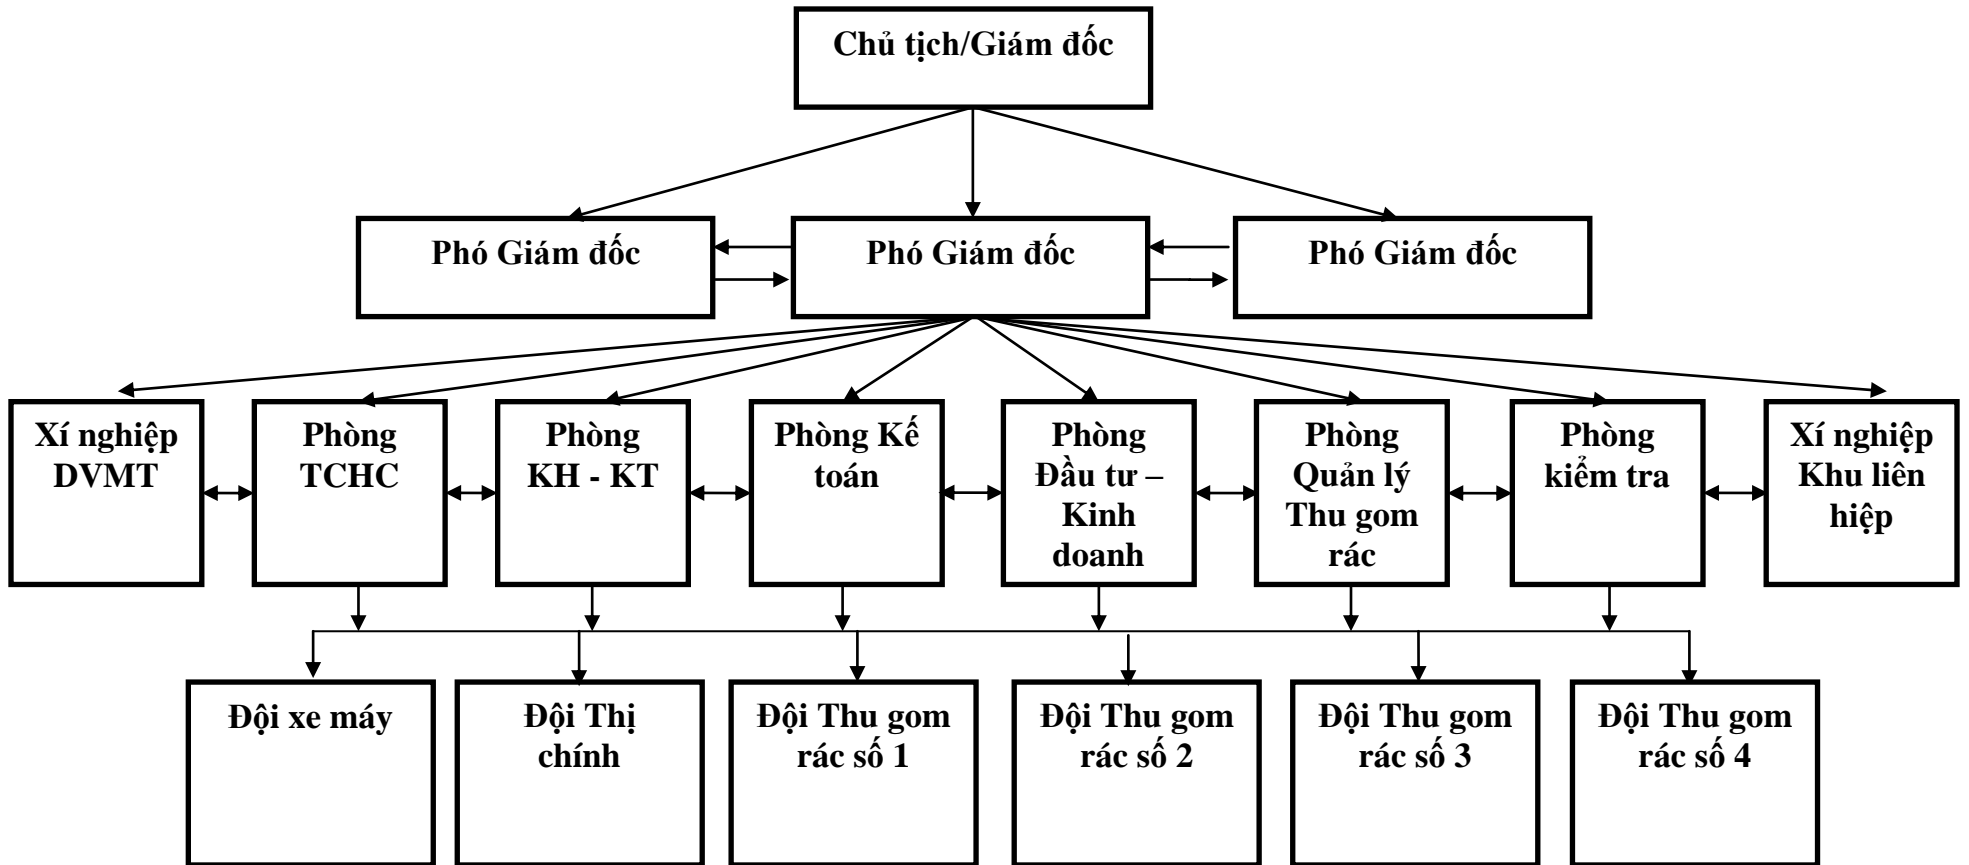 Chủ tịch/Giám đốc
Phó Giám đốc
Phó Giám đốc
Phó Giám đốc
Xí nghiệp
DVMT
Phòng
TCHC
Phòng
KH - KT
Phòng Kế
toán
Phòng
Đầu tư –
Kinh
doanh
Phòng
Quản lý
Thu gom
rác
Phòng
kiểm tra
Xí nghiệp
Khu liên
hiệp
Đội xe máy
Đội Thị
chính
Đội Thu gom
rác số 1
Đội Thu gom
rác số 2
Đội Thu gom
rác số 3
Đội Thu gom
rác số 4